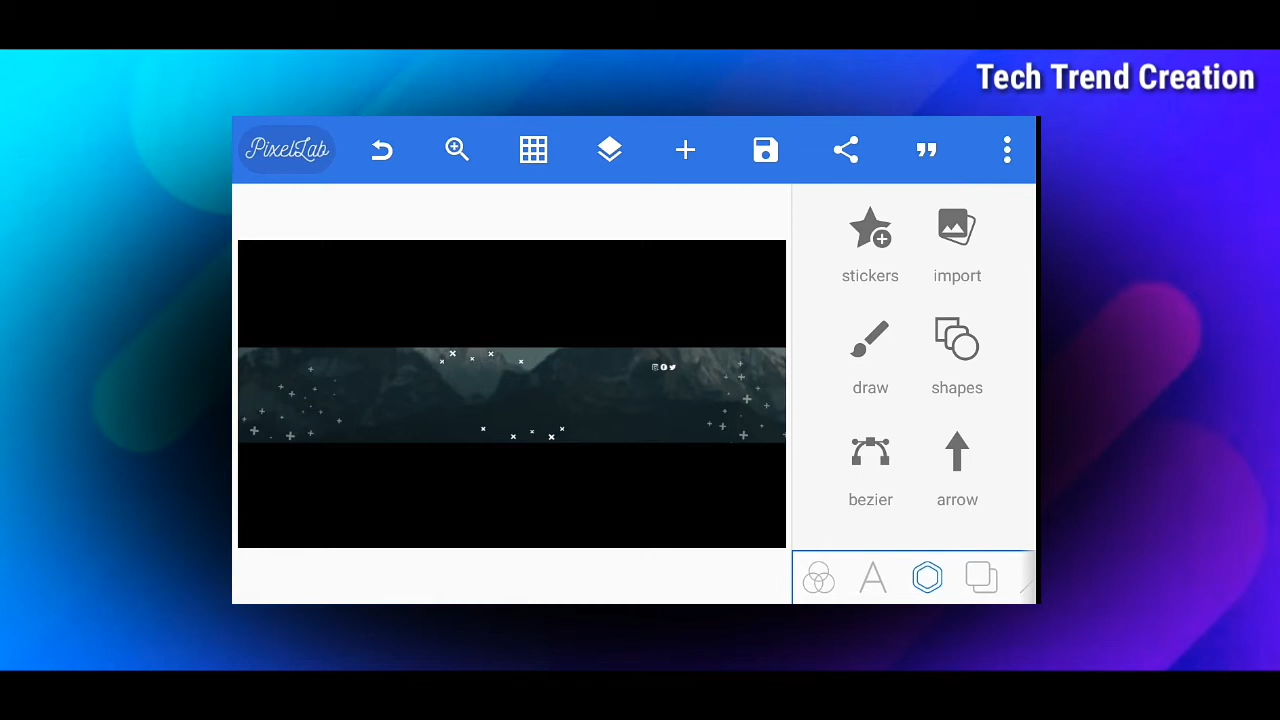 Tech Trend Creation
PixelLab
stickers
import
draw
shapes
bezier
arrow